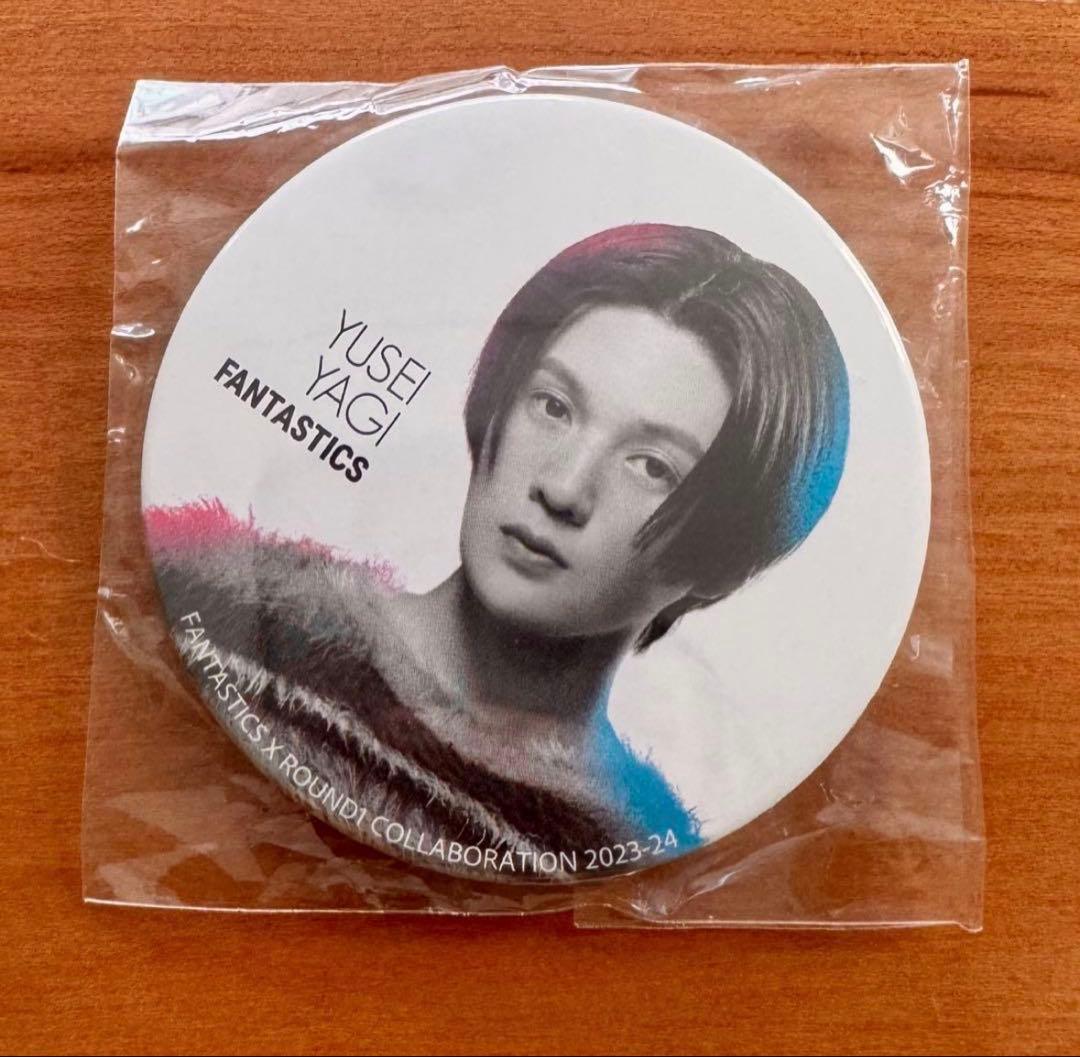 YUSEI
YAGI
FANTASTICS
FANTASTICS X ROUND1 COLLABORATION 2023-24